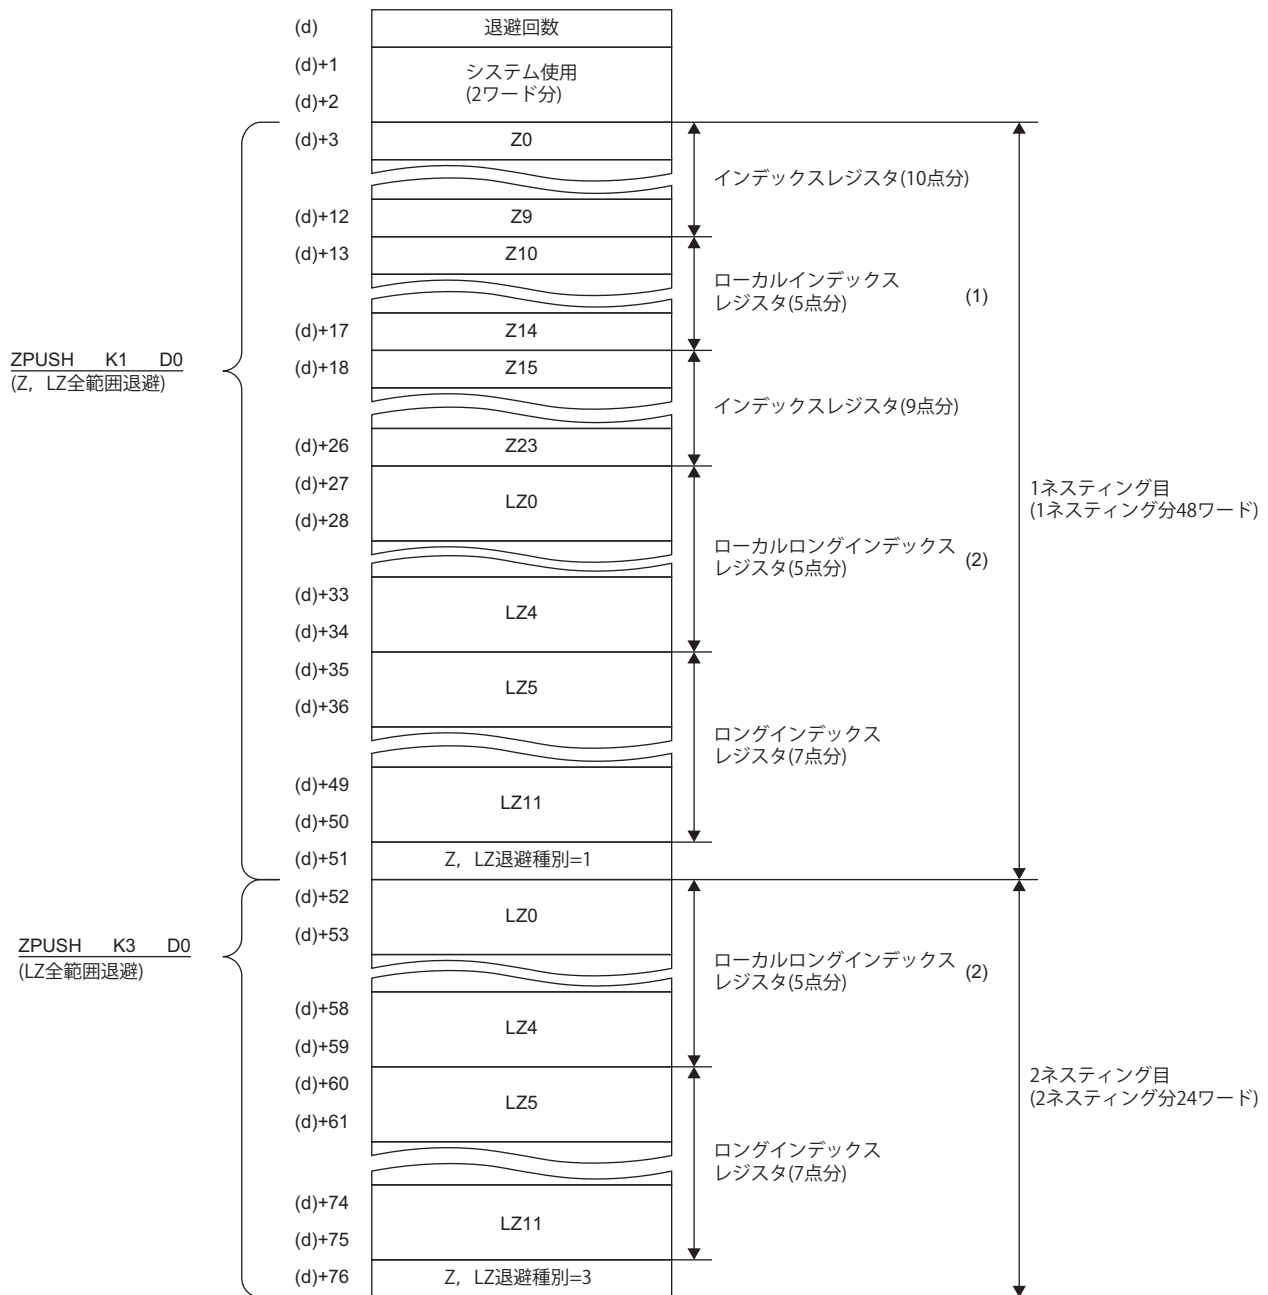 (d)
退避回数
(d)+1
システム使用
(2ワード分)
(d)+2
(d)+3
Z0
インデックスレジスタ(10点分)
(d)+12
Z9
(d)+13
Z10
ローカルインデックス
レジスタ(5点分)
(1)
(d)+17
Z14
ZPUSH K1 D0
(Z, LZ全範囲退避)
(d)+18
Z15
インデックスレジスタ(9点分)
(d)+26
Z23
(d)+27
LZ0
(d)+28
1ネスティング目
(1ネスティング分48ワード)
ローカルロングインデックス
レジスタ(5点分)
(2)
(d)+33
LZ4
(d)+34
(d)+35
LZ5
(d)+36
ロングインデックス
レジスタ(7点分)
(d)+49
LZ11
(d)+50
(d)+51
Z, LZ退避種別=1
(d)+52
LZ0
(d)+53
ZPUSH K3 D0
(LZ全範囲退避)
ローカルロングインデックス
レジスタ(5点分)
(2)
(d)+58
LZ4
(d)+59
(d)+60
LZ5
(d)+61
2ネスティング目
(2ネスティング分24ワード)
ロングインデックス
レジスタ(7点分)
(d)+74
LZ11
(d)+75
(d)+76
Z, LZ退避種別=3